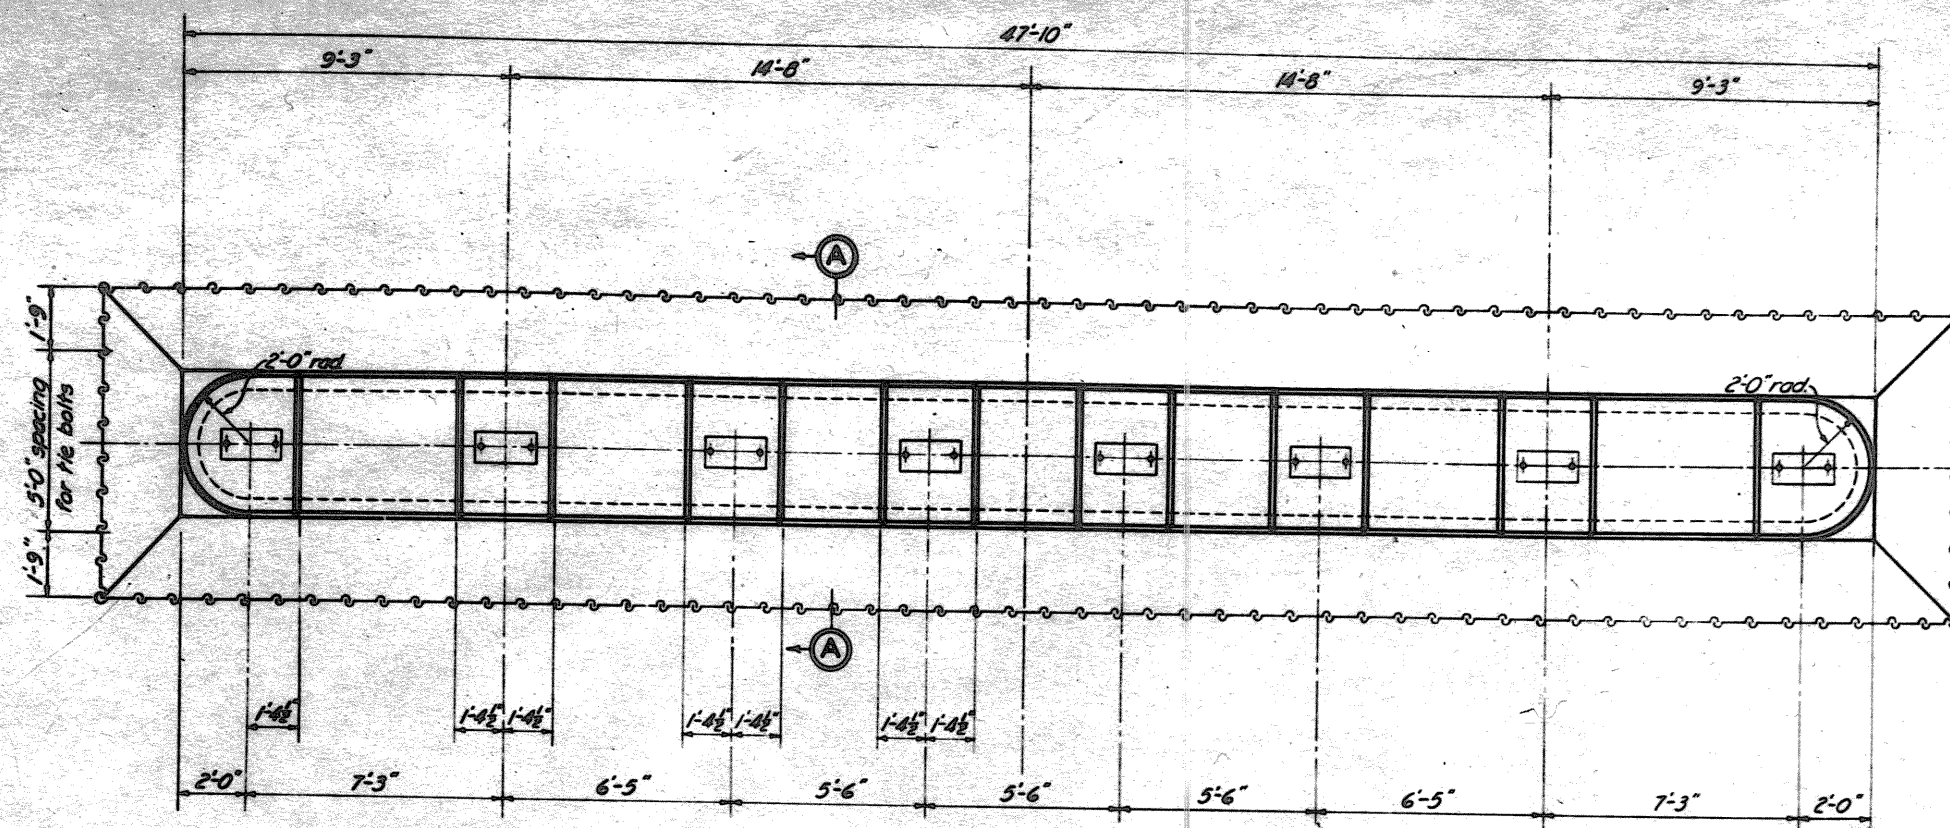 47'-10"
9'-3" 14'-8" 14'-8" 9'-3"
A
1'-9"
5'-0" spacing
for tie bolts
1'-9"
2'-0" rad.
2'-0" rad.
A
1'-4½" 1'-4½" 1'-4½" 1'-4½" 1'-4½" 1'-4½" 1'-4½"
2'-0" 7'-3" 6'-5" 5'-6" 5'-6" 5'-6" 6'-5" 7'-3" 2'-0"